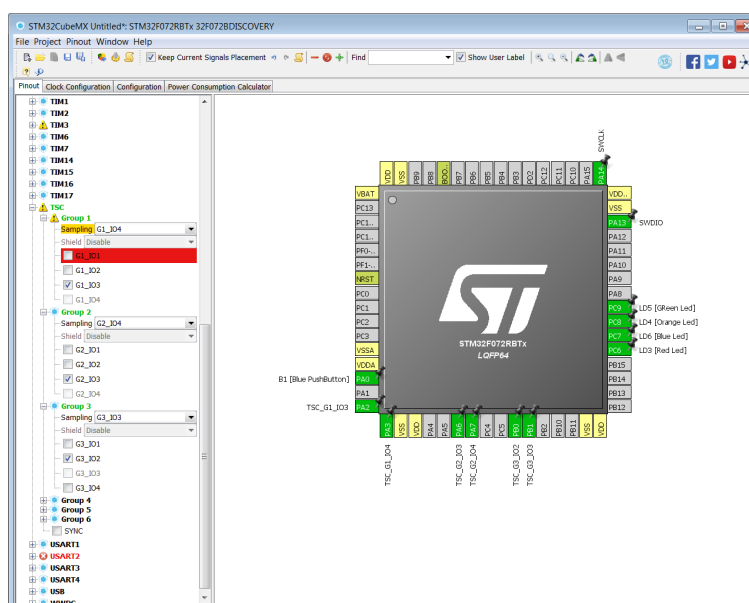 STM32CubeMX Untitled*: STM32F072RBTx 32F072BDISCOVERY
File Project Pinout Window Help
Keep Current Signals Placement Find Show User Label
Pinout Clock Configuration Configuration Power Consumption Calculator
TIM1
TIM2
TIM3
TIM6
TIM7
TIM14
TIM15
TIM16
TIM17
TSC
Group 1
Sampling G1_IO4
Shield Disable
G1_IO1
G1_IO2
G1_IO3
G1_IO4
Group 2
Sampling G2_IO4
Shield Disable
G2_IO1
G2_IO2
G2_IO3
G2_IO4
Group 3
Sampling G3_IO3
Shield Disable
G3_IO1
G3_IO2
G3_IO3
G3_IO4
Group 4
Group 5
Group 6
SYNC
USART1
USART2
USART3
USART4
USB
WWDG
SWCLK
VDD VSS PB9 PB8 BOO.. PB7 PB6 PB5 PB4 PB3 PD2 PC12 PC11 PC10 PA15 PA14
VBAT
PC13
PC1..
PC1..
PF0-..
PF1-..
NRST
PC0
PC1
PC2
PC3
VSSA
VDDA
B1 [Blue PushButton] PA0
PA1
TSC_G1_IO3 PA2
STM32F072RBTx
LQFP64
VDD..
VSS
PA13 SWDIO
PA12
PA11
PA10
PA9
PA8
PC9 LD5 [GReen Led]
PC8 LD4 [Orange Led]
PC7 LD6 [Blue Led]
PC6 LD3 [Red Led]
PB15
PB14
PB13
PB12
PA3 VSS VDD PA4 PA5 PA6 PA7 PC4 PC5 PB0 PB1 PB2 PB10 PB11 VSS VDD
TSC_G1_IO4 TSC_G2_IO3 TSC_G2_IO4 TSC_G3_IO2 TSC_G3_IO3